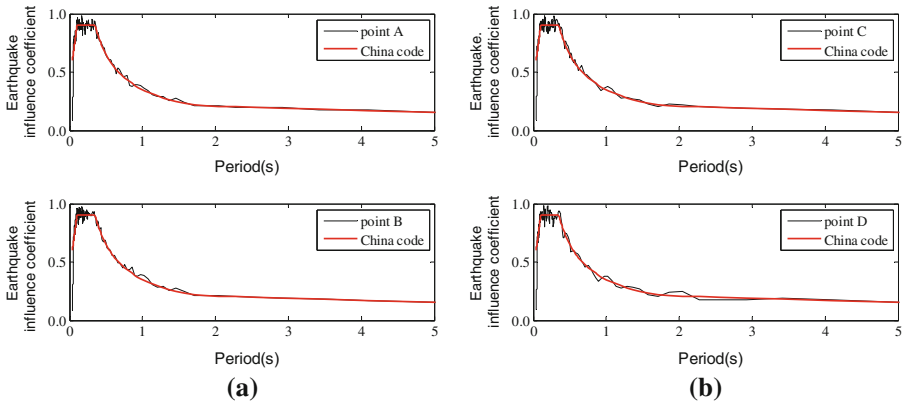 Earthquake
influence coefficient
1.0
0.5
0.0
0 1 2 3 4 5
Period(s)
point A
China code
Earthquake.
influence coefficient
1.0
0.5
0.0
0 1 2 3 4 5
Period(s)
point C
China code
Earthquake
influence coefficient
1.0
0.5
0.0
0 1 2 3 4 5
Period(s)
point B
China code
Earthquake
influence coefficient
1.0
0.5
0.0
0 1 2 3 4 5
Period(s)
point D
China code
(a)
(b)